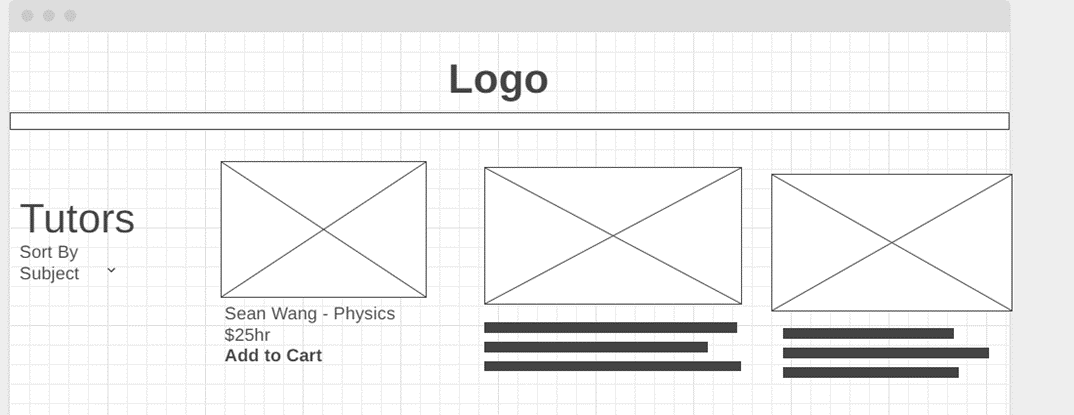 Logo
Tutors
Sort By
Subject
Sean Wang - Physics
$25hr
Add to Cart